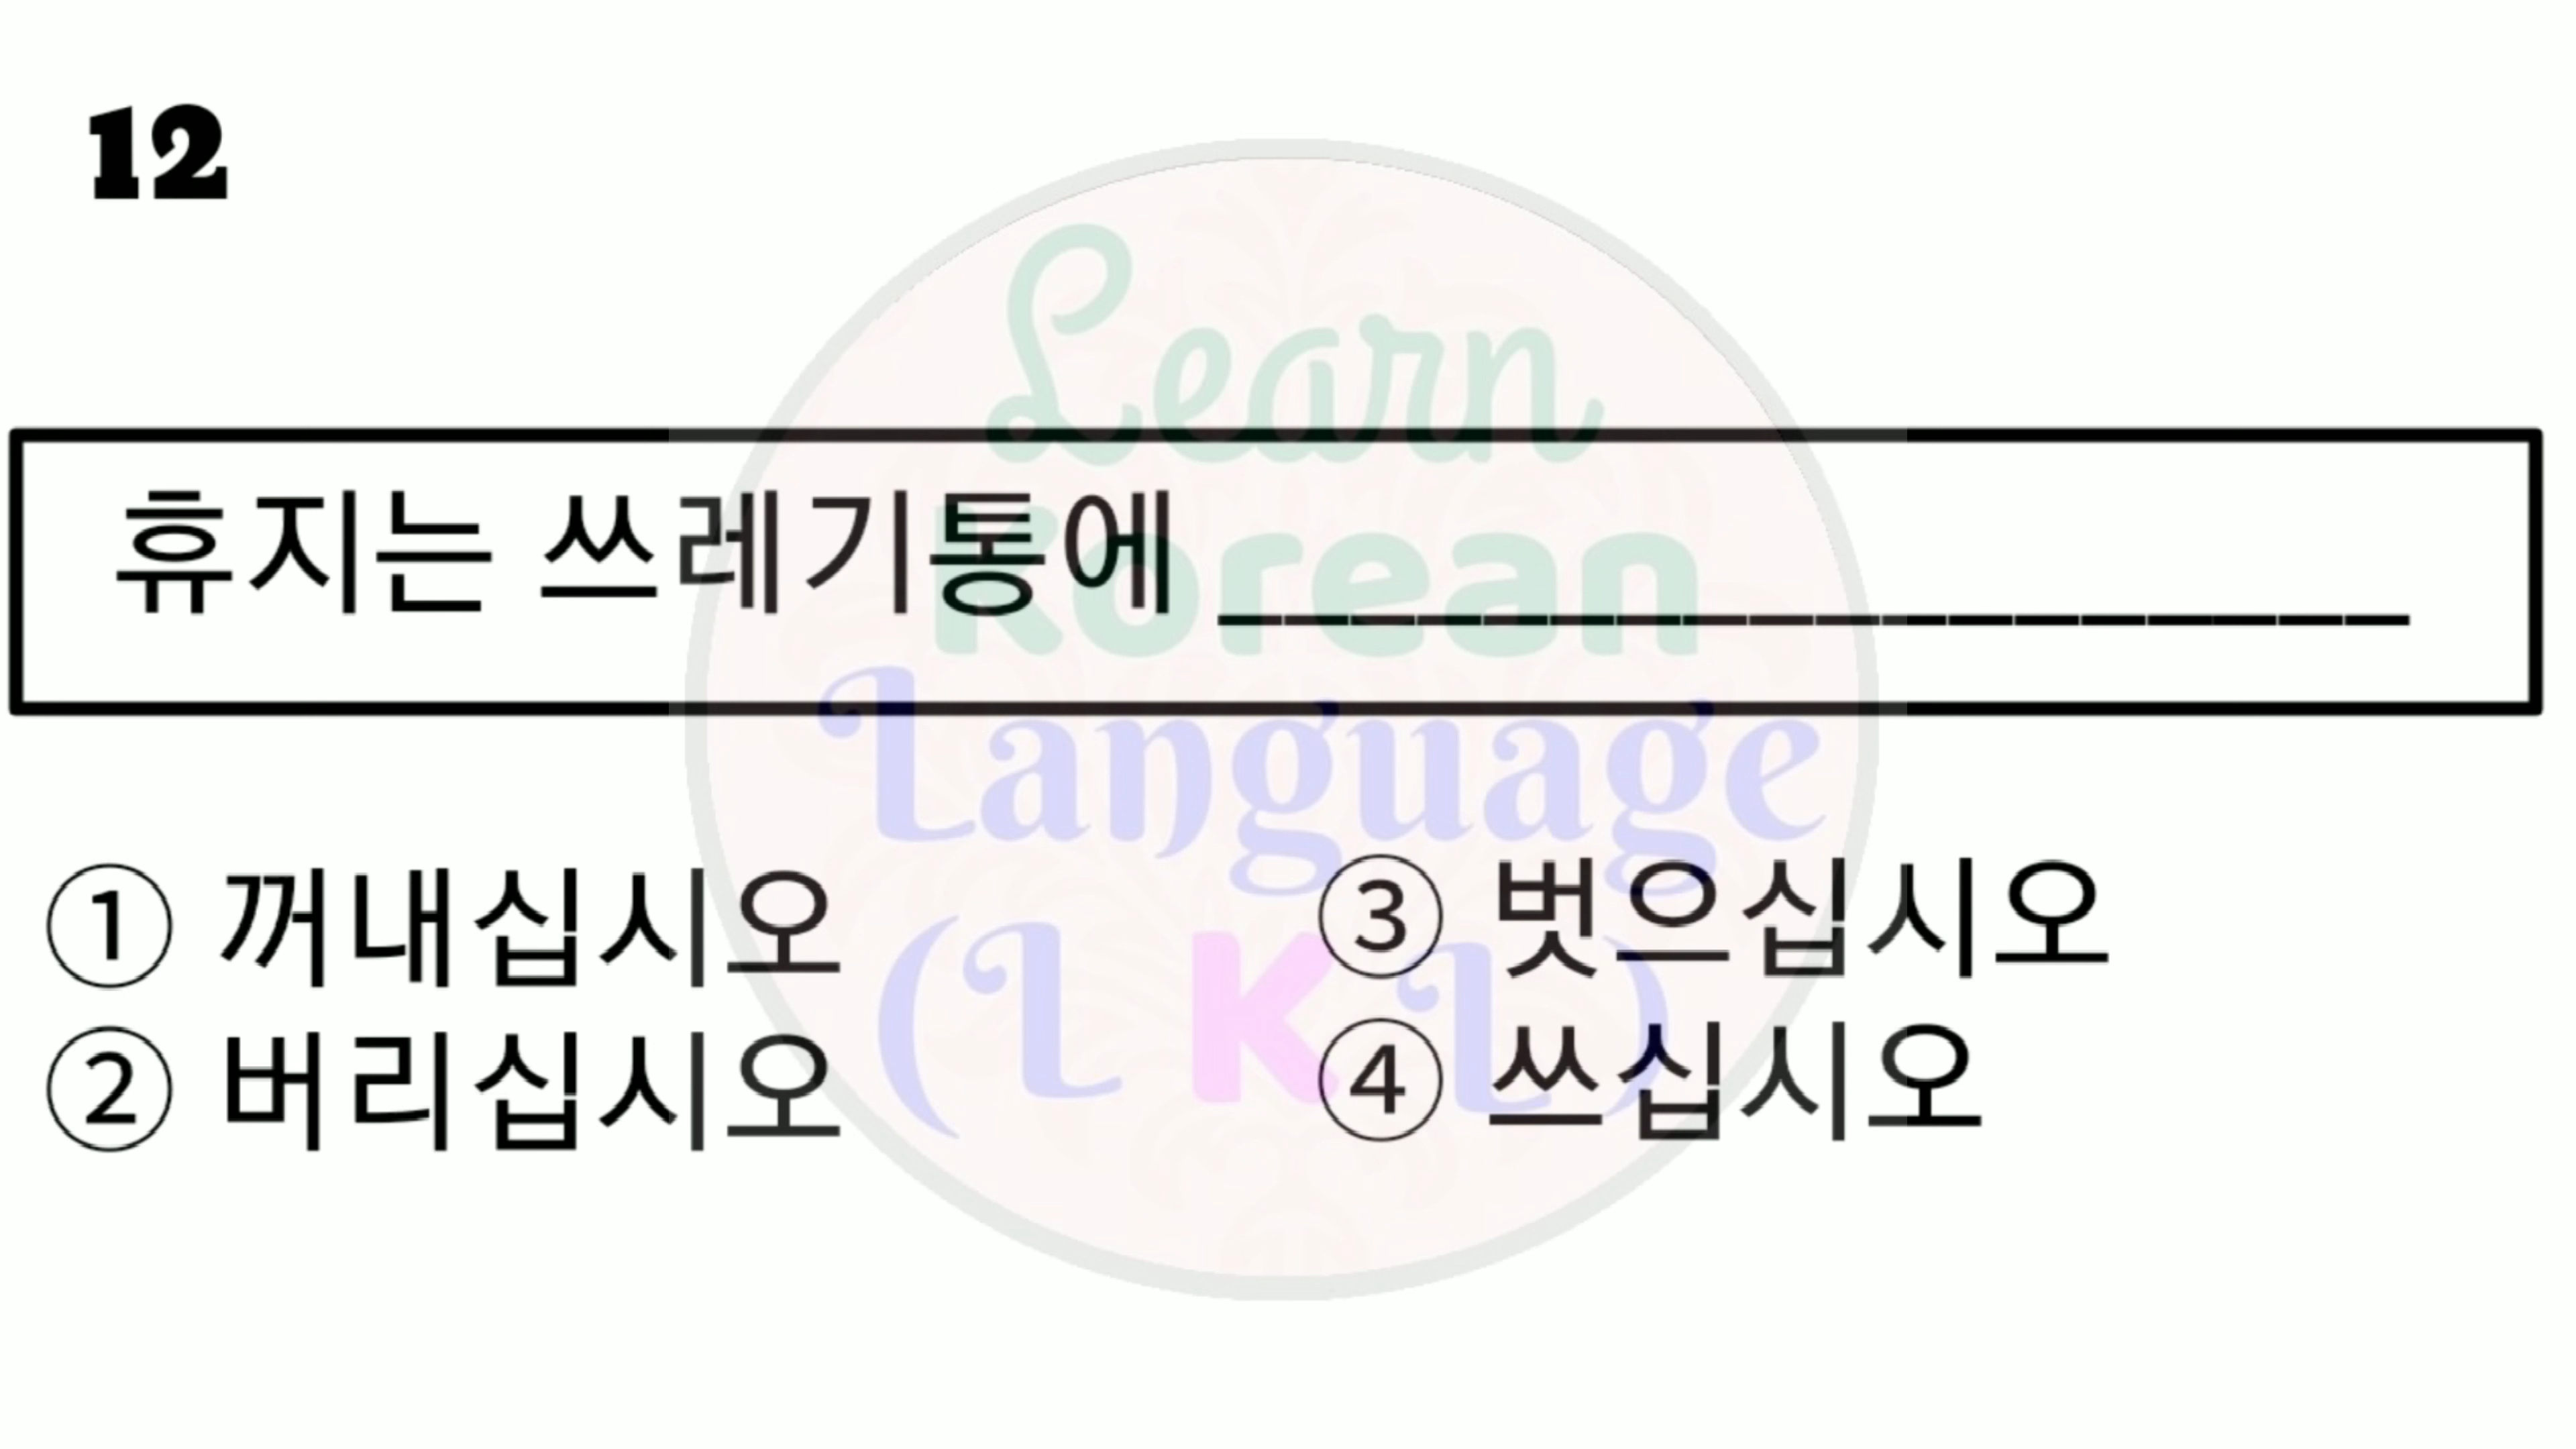 12
휴지는 쓰레기통에 __________________
① 꺼내십시오
② 버리십시오
③ 벗으십시오
④ 쓰십시오
Learn
Korean
Language
(L K L)